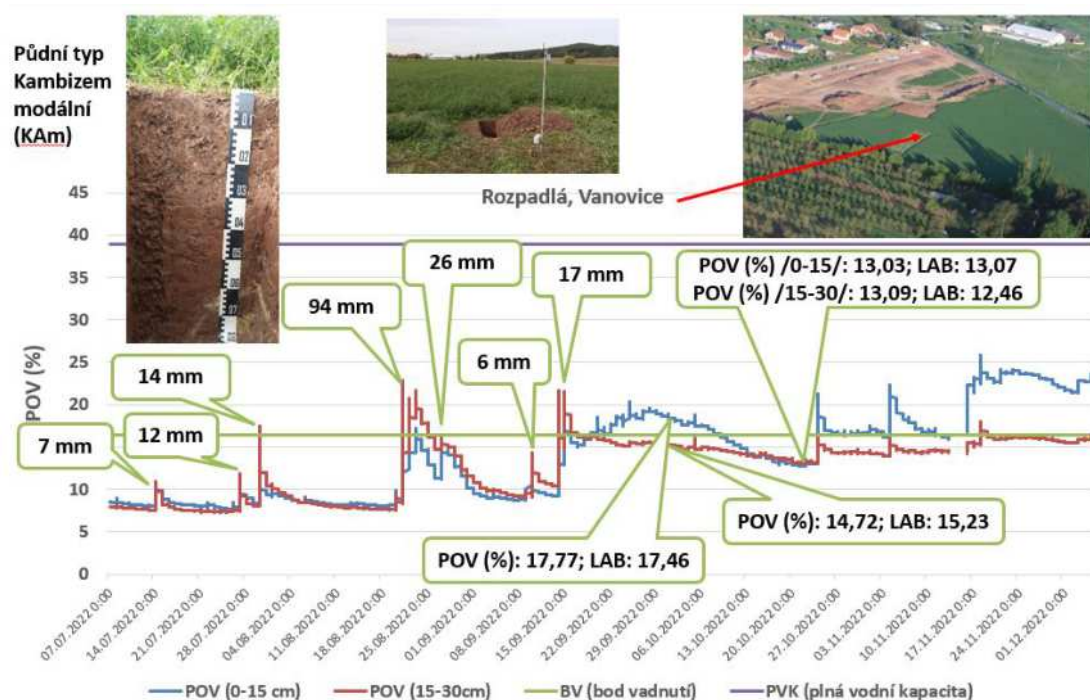 Půdní typ
Kambizem
modální
(KAm)
Rozpadlá, Vanovice
POV (%)
45
40
35
30
25
20
15
10
5
0
7 mm
14 mm
12 mm
94 mm
26 mm
6 mm
17 mm
POV (%) /0-15/: 13,03; LAB: 13,07
POV (%) /15-30/: 13,09; LAB: 12,46
POV (%): 14,72; LAB: 15,23
POV (%): 17,77; LAB: 17,46
07.07.2022 0:00
14.07.2022 0:00
21.07.2022 0:00
28.07.2022 0:00
04.08.2022 0:00
11.08.2022 0:00
18.08.2022 0:00
25.08.2022 0:00
01.09.2022 0:00
08.09.2022 0:00
15.09.2022 0:00
22.09.2022 0:00
29.09.2022 0:00
06.10.2022 0:00
13.10.2022 0:00
20.10.2022 0:00
27.10.2022 0:00
03.11.2022 0:00
10.11.2022 0:00
17.11.2022 0:00
24.11.2022 0:00
01.12.2022 0:00
POV (0-15 cm)
POV (15-30cm)
BV (bod vadnutí)
PVK (plná vodní kapacita)